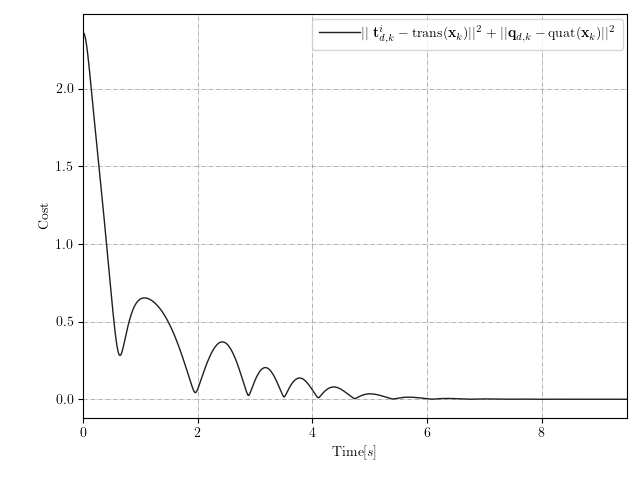 || t^i_{d,k} − trans(x_k)||² + ||q_{d,k} − quat(x_k)||²
Cost
2.0
1.5
1.0
0.5
0.0
0 2 4 6 8
Time[s]